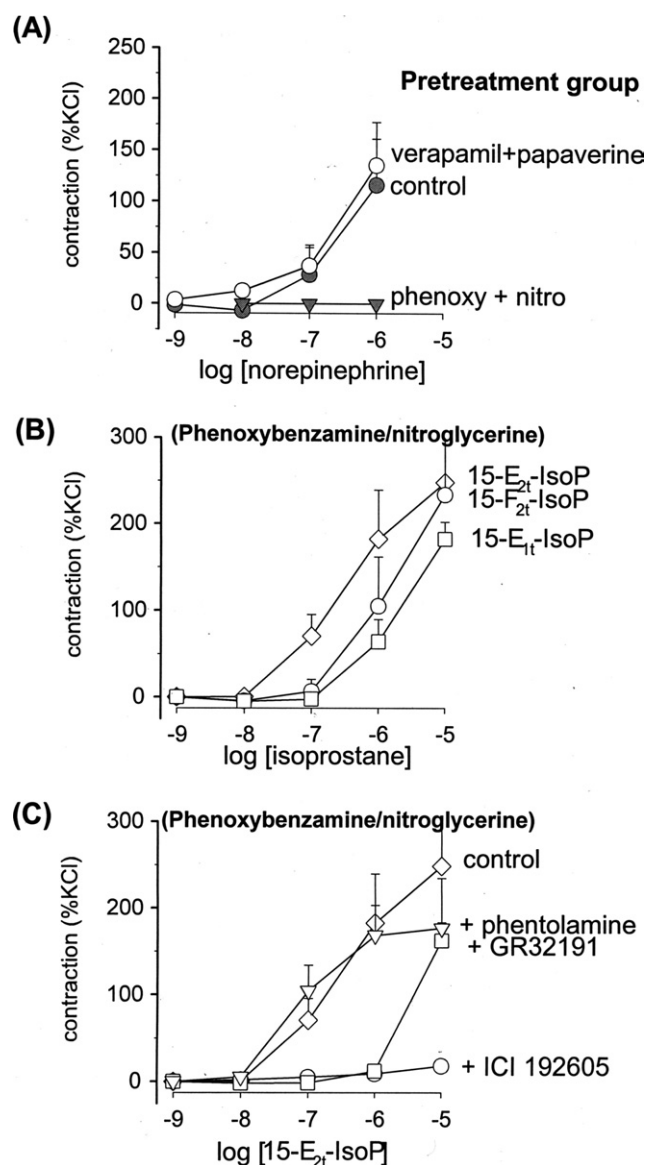 (A)
250
200
150
100
50
0
contraction (%KCl)
Pretreatment group
verapamil+papaverine
control
phenoxy + nitro
-9 -8 -7 -6 -5
log [norepinephrine]
(B)
(Phenoxybenzamine/nitroglycerine)
300
200
100
0
contraction (%KCl)
15-E2t-IsoP
15-F2t-IsoP
15-E1t-IsoP
-9 -8 -7 -6 -5
log [isoprostane]
(C)
(Phenoxybenzamine/nitroglycerine)
300
200
100
0
contraction (%KCl)
control
+ phentolamine
+ GR32191
+ ICI 192605
-9 -8 -7 -6 -5
log [15-E2t-IsoP]